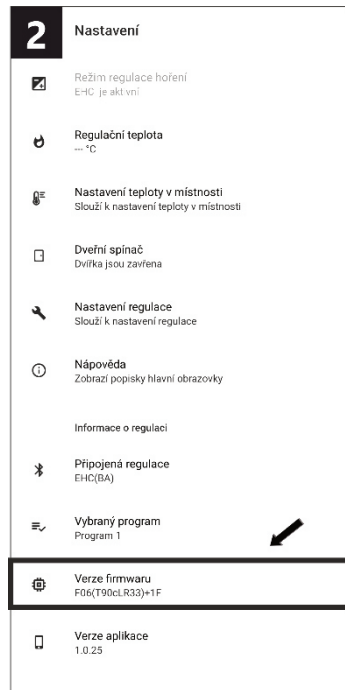 2
Nastavení
Režim regulace hoření
EHC je akt vní
Regulační teplota
--- °C
Nastavení teploty v místnosti
Slouží k nastavení teploty v místnosti
Dveřní spínač
Dvířka jsou zavřena
Nastavení regulace
Slouží k nastavení regulace
Nápověda
Zobrazí popisky hlavní obrazovky
Informace o regulaci
Připojená regulace
EHC(BA)
Vybraný program
Program 1
Verze firmwaru
F06(T90cLR33)+1F
Verze aplikace
1.0.25